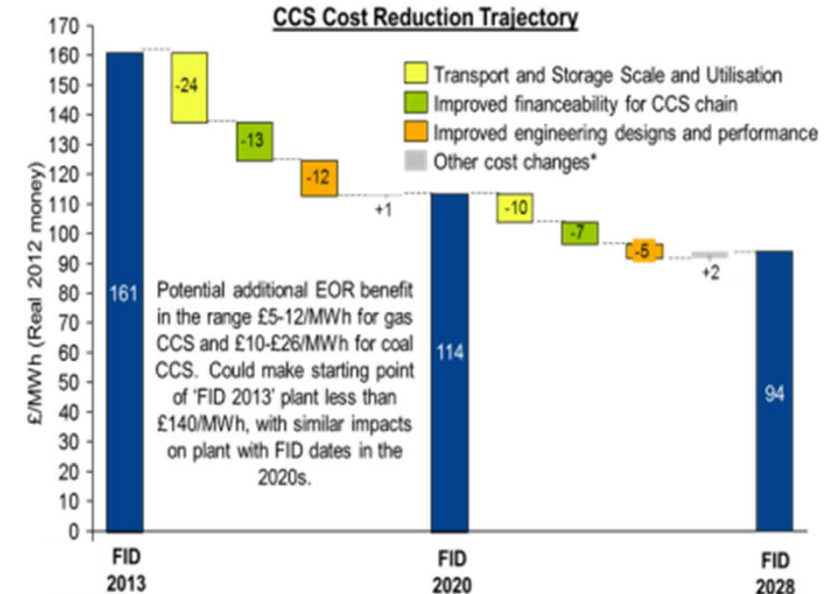 CCS Cost Reduction Trajectory
£/MWh (Real 2012 money)
170
160
150
140
130
120
110
100
90
80
70
60
50
40
30
20
10
0
Transport and Storage Scale and Utilisation
Improved financeability for CCS chain
Improved engineering designs and performance
Other cost changes*
161
-24
-13
-12
+1
114
-10
-7
-5
+2
94
Potential additional EOR benefit
in the range £5-12/MWh for gas
CCS and £10-£26/MWh for coal
CCS. Could make starting point
of ‘FID 2013’ plant less than
£140/MWh, with similar impacts
on plant with FID dates in the
2020s.
FID
2013
FID
2020
FID
2028